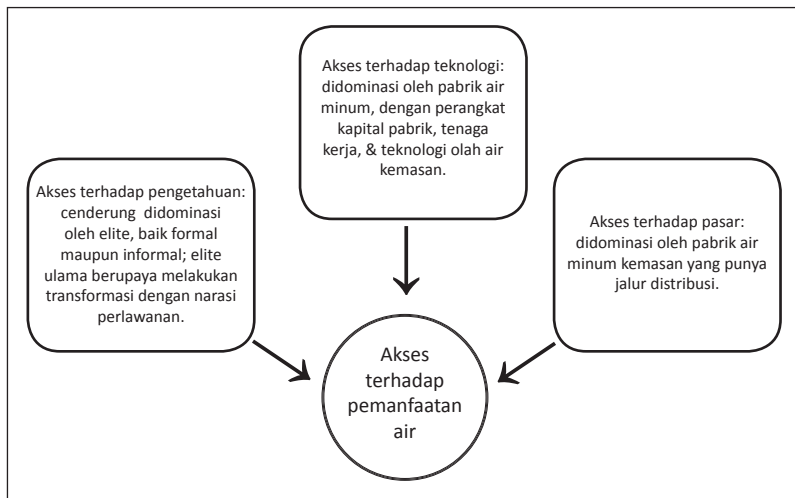 Akses terhadap teknologi:
didominasi oleh pabrik air
minum, dengan perangkat
kapital pabrik, tenaga
kerja, & teknologi olah air
kemasan.
Akses terhadap pengetahuan:
cenderung didominasi
oleh elite, baik formal
maupun informal; elite
ulama berupaya melakukan
transformasi dengan narasi
perlawanan.
Akses terhadap pasar:
didominasi oleh pabrik air
minum kemasan yang punya
jalur distribusi.
Akses
terhadap
pemanfaatan
air